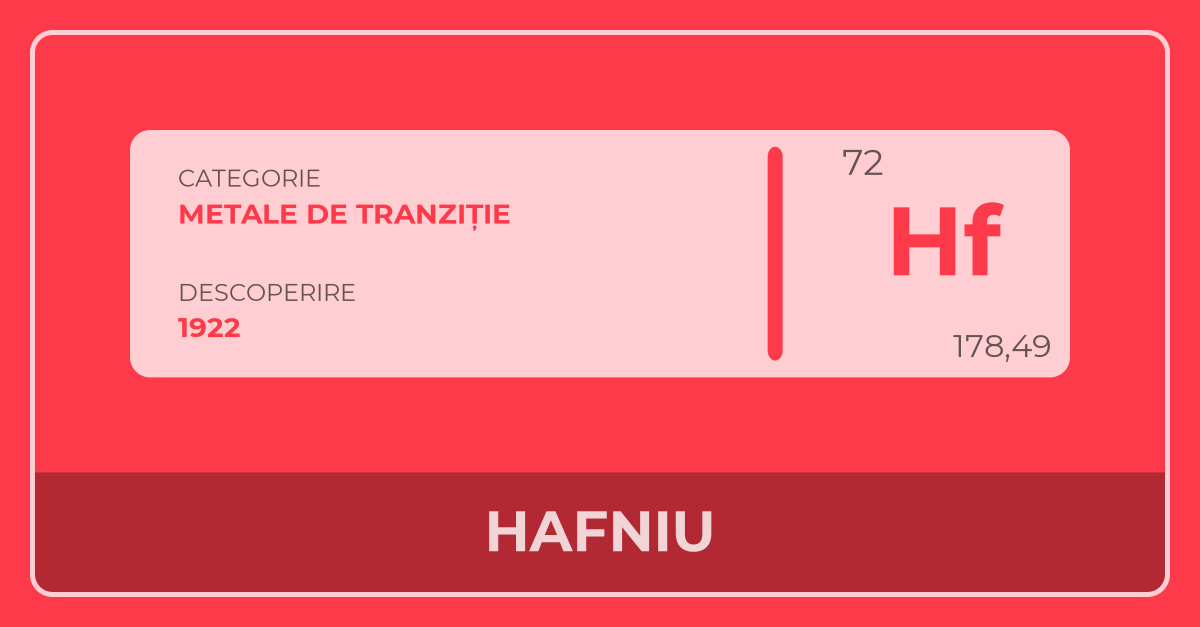 CATEGORIE
METALE DE TRANZIȚIE
DESCOPERIRE
1922
72
Hf
178,49
HAFNIU